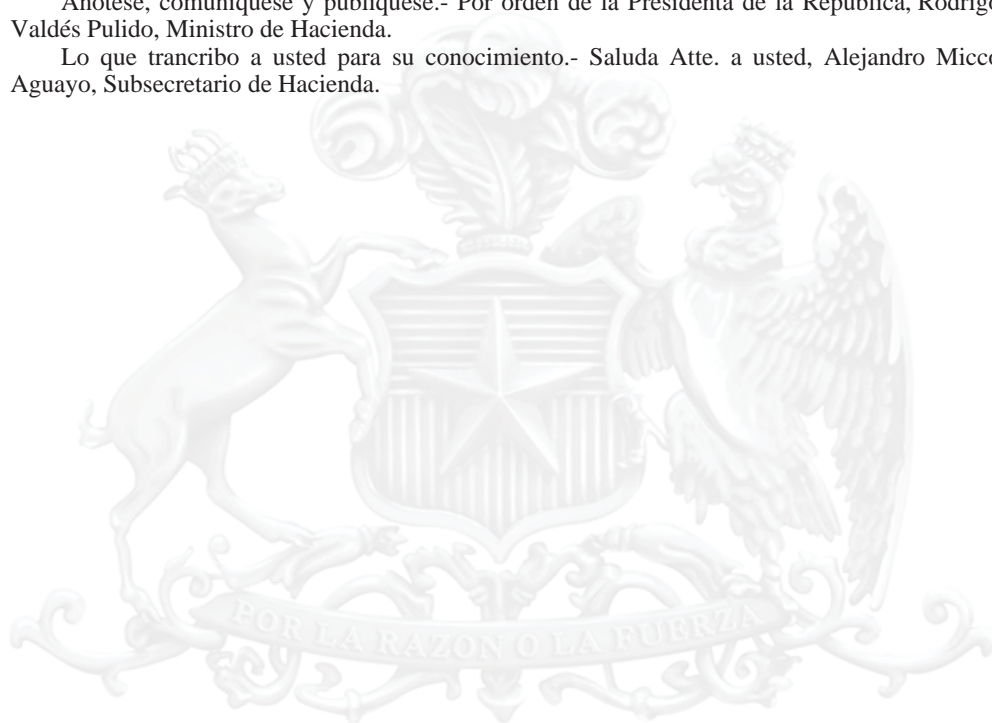 Anótese, comuníquese y publíquese.- Por orden de la Presidenta de la República, Rodrigo
Valdés Pulido, Ministro de Hacienda.
Lo que trancribo a usted para su conocimiento.- Saluda Atte. a usted, Alejandro Micco
Aguayo, Subsecretario de Hacienda.
POR LA RAZON O LA FUERZA